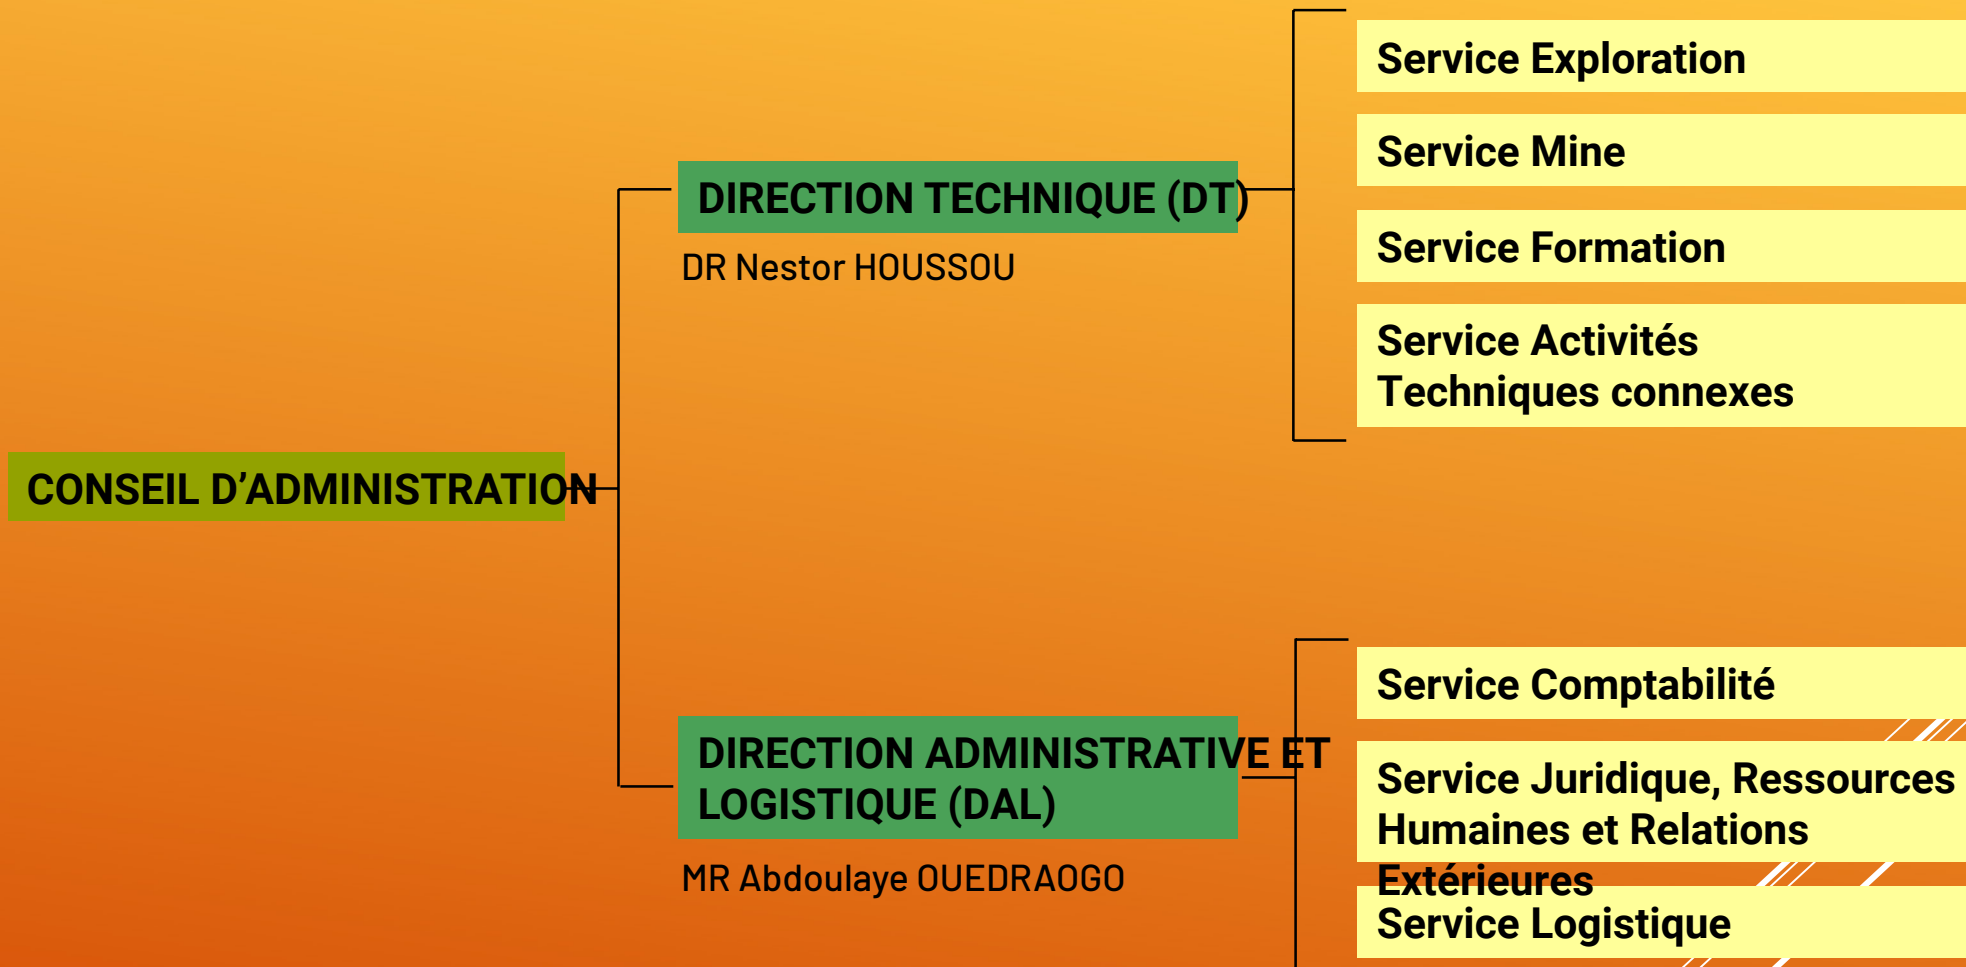 CONSEIL D’ADMINISTRATION
DIRECTION TECHNIQUE (DT)
DR Nestor HOUSSOU
Service Exploration
Service Mine
Service Formation
Service Activités
Techniques connexes
DIRECTION ADMINISTRATIVE ET
LOGISTIQUE (DAL)
MR Abdoulaye OUEDRAOGO
Service Comptabilité
Service Juridique, Ressources
Humaines et Relations
Extérieures
Service Logistique